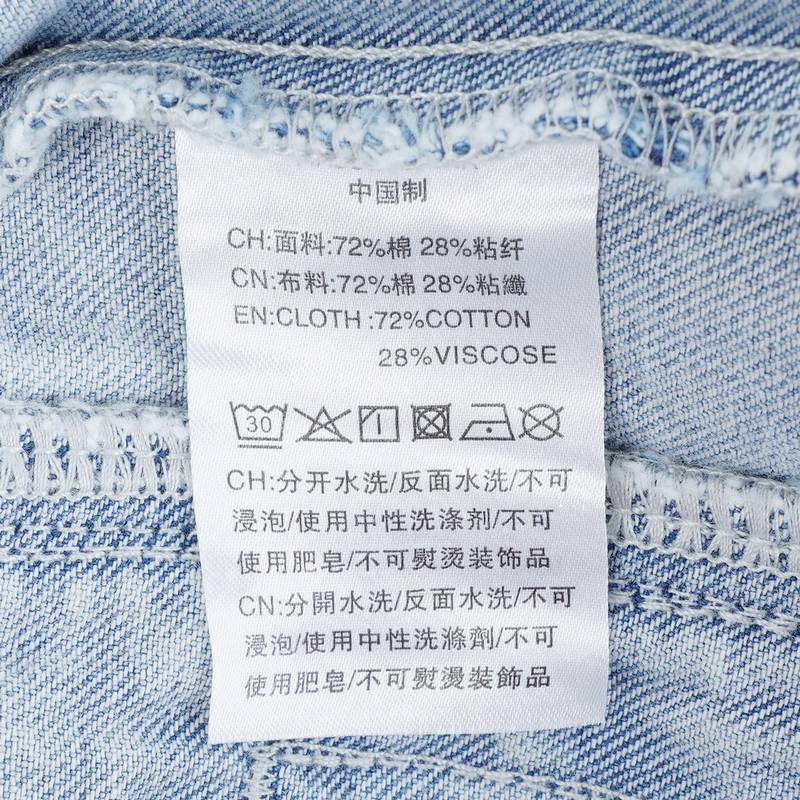 中国制
CH:面料:72%棉 28%粘纤
CN:布料:72%棉 28%粘纖
EN:CLOTH :72%COTTON
28%VISCOSE
30
CH:分开水洗/反面水洗/不可
浸泡/使用中性洗涤剂/不可
使用肥皂/不可熨烫装饰品
CN:分開水洗/反面水洗/不可
浸泡/使用中性洗滌劑/不可
使用肥皂/不可熨燙裝飾品